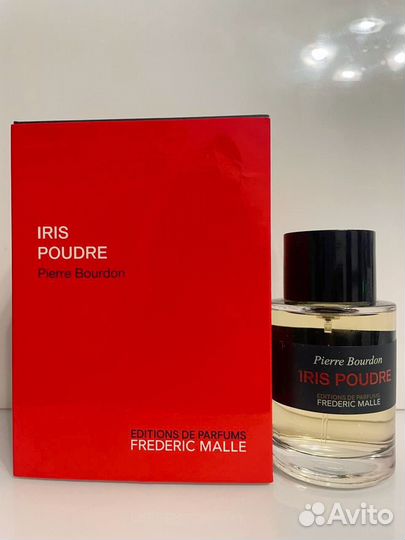 IRIS
POUDRE
Pierre Bourdon
EDITIONS DE PARFUMS
FREDERIC MALLE
Pierre Bourdon
IRIS POUDRE
EDITIONS DE PARFUMS
FREDERIC MALLE
Avito